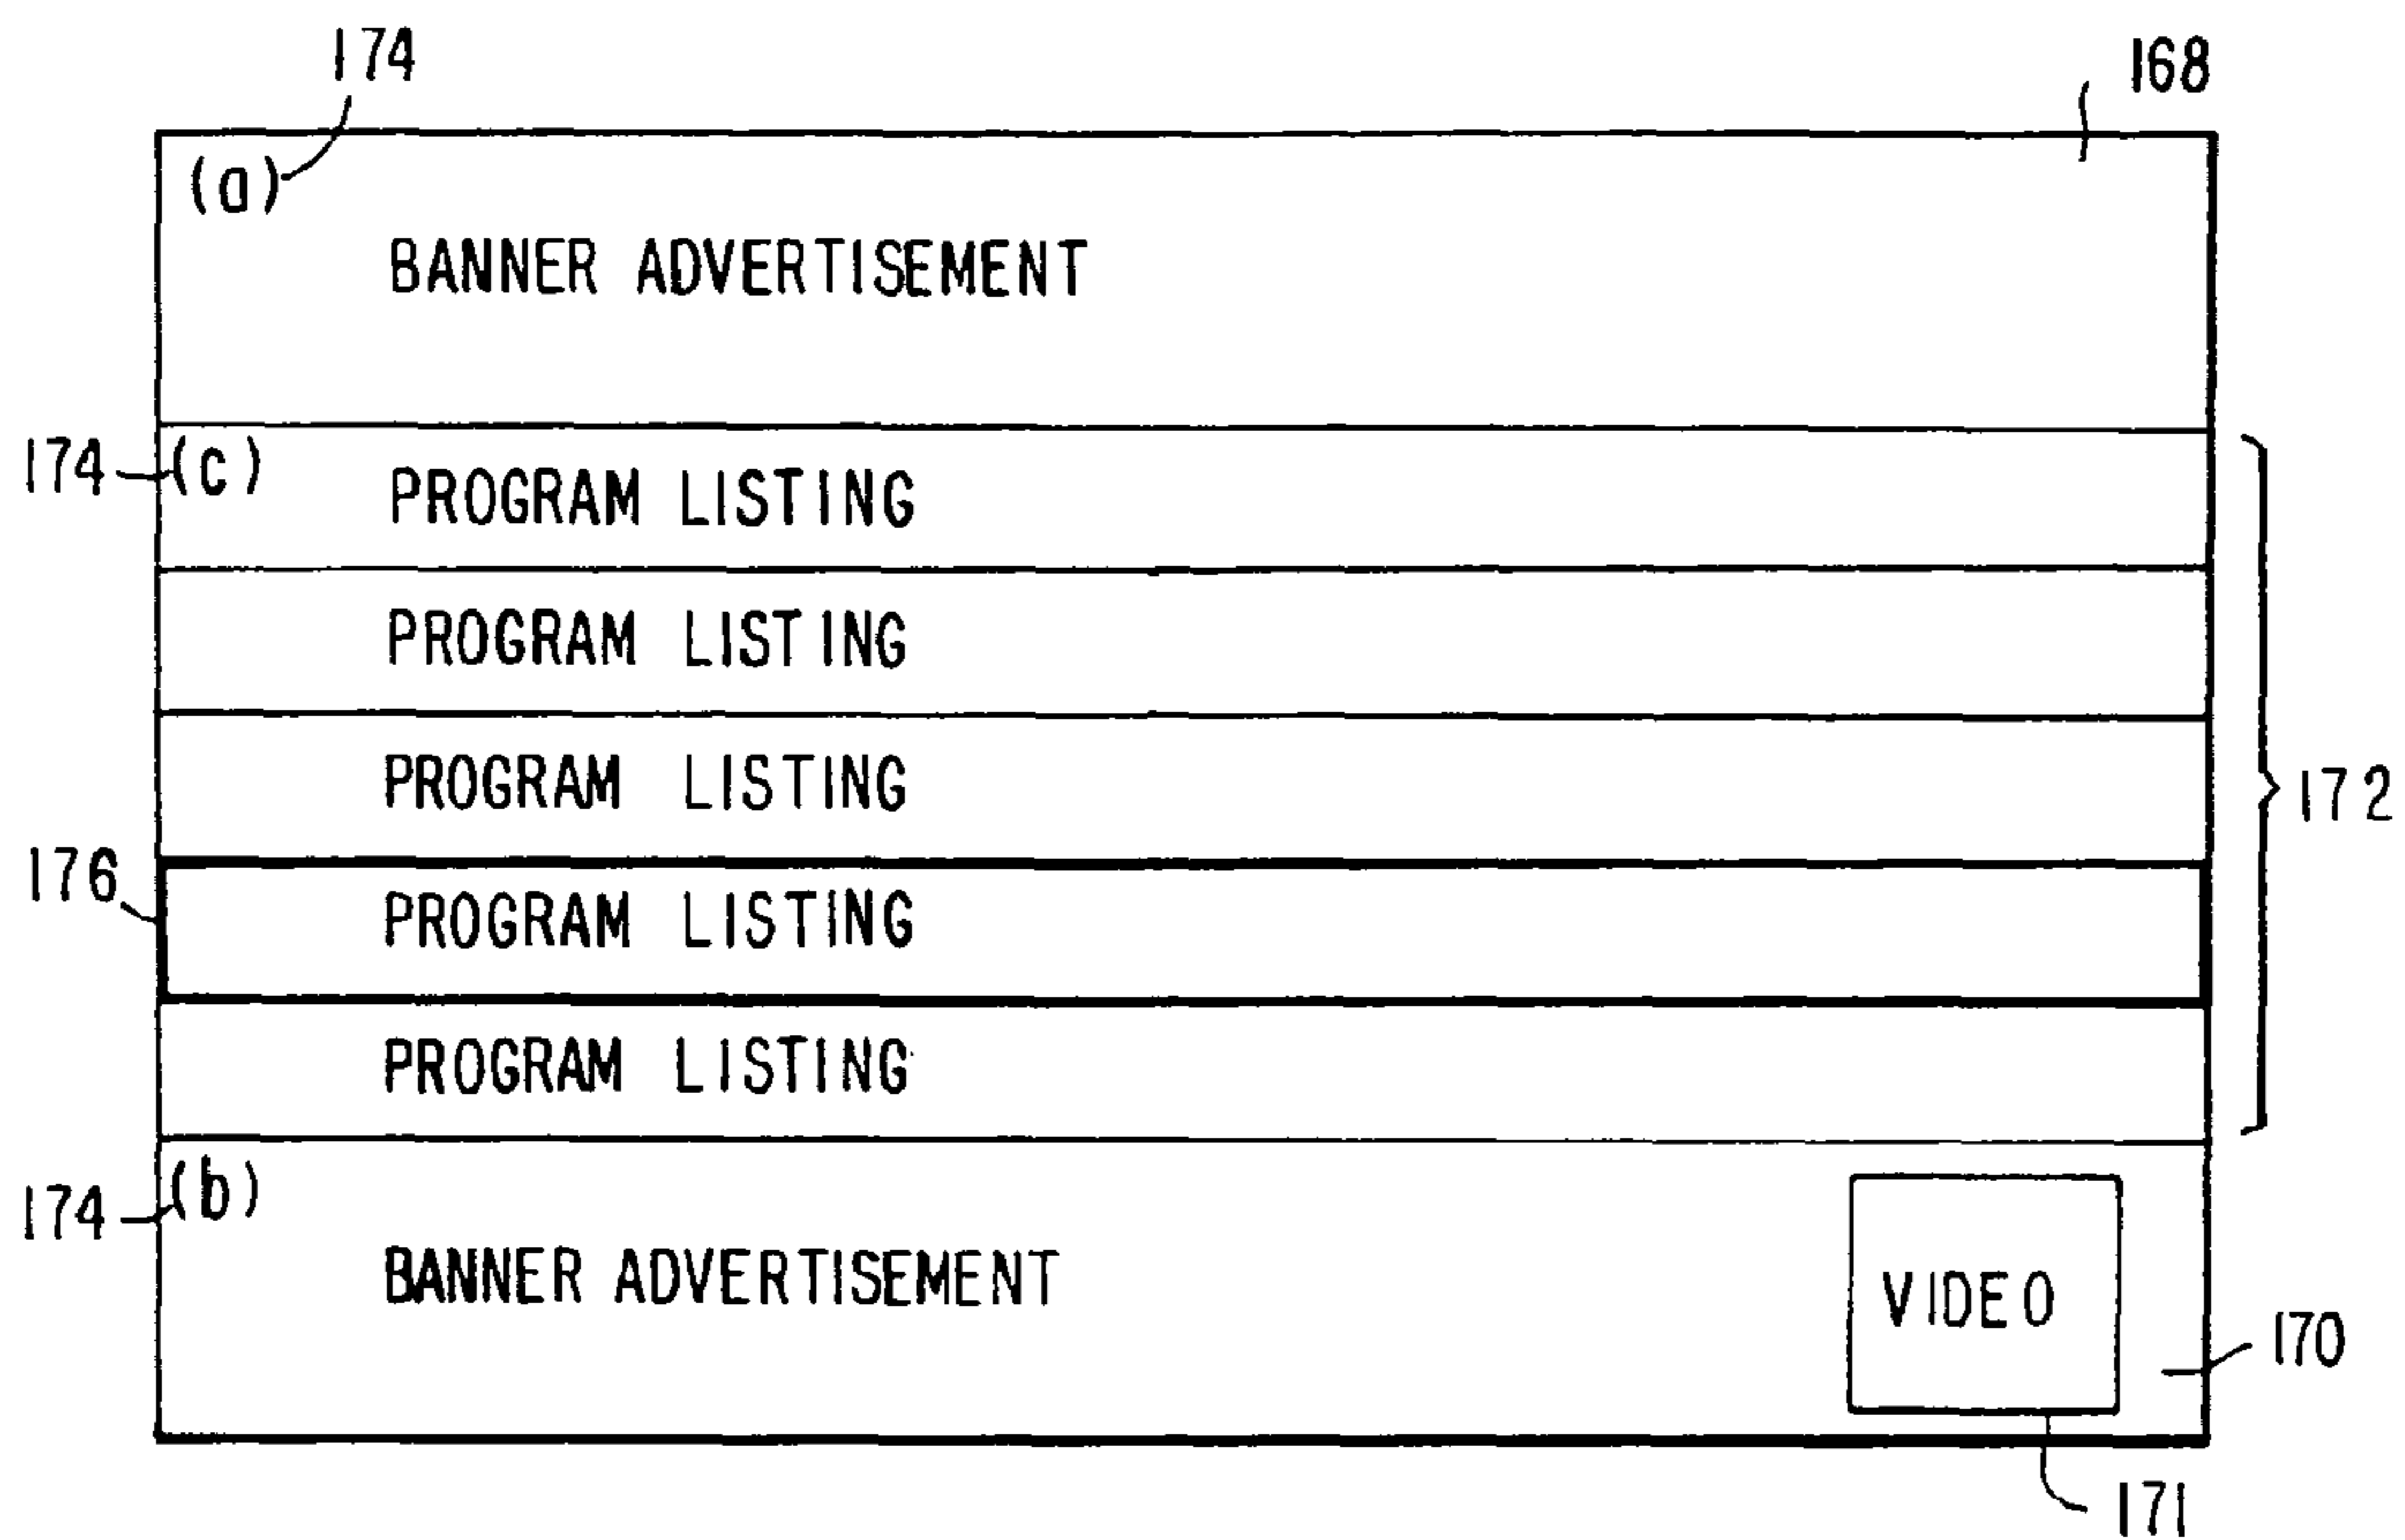 174
168
(a)
BANNER ADVERTISEMENT
174
(c)
PROGRAM LISTING
PROGRAM LISTING
PROGRAM LISTING
172
176
PROGRAM LISTING
PROGRAM LISTING
174
(b)
BANNER ADVERTISEMENT
VIDEO
170
171